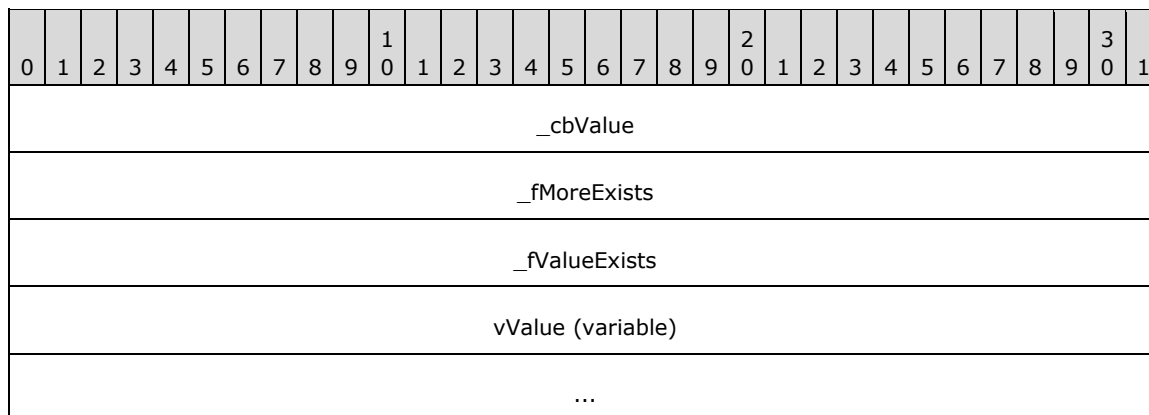 1 2 3
0 1 2 3 4 5 6 7 8 9 0 1 2 3 4 5 6 7 8 9 0 1 2 3 4 5 6 7 8 9 0 1
_cbValue
_fMoreExists
_fValueExists
vValue (variable)
...